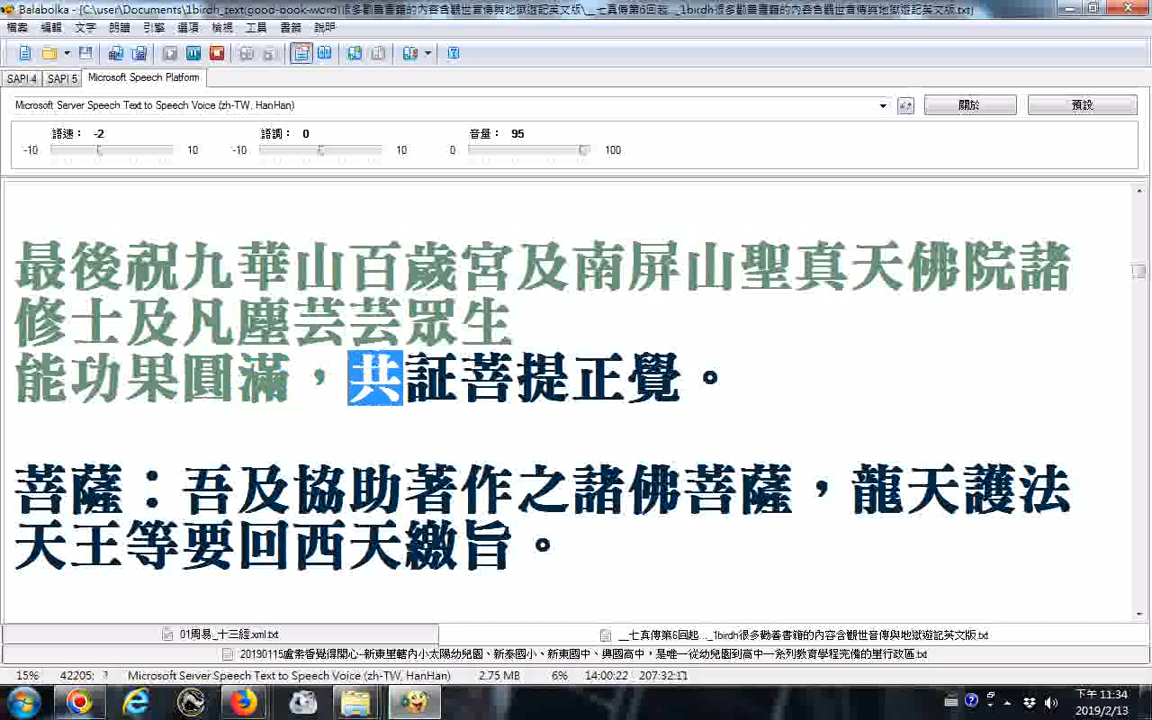 Balabolka - [C:\user\Documents\1birdh_text\good-book-word\很多勸善書籍的內容含觀世音傳與地獄遊記英文版\__七真傳第6回起..._1birdh很多勸善書籍的內容含觀世音傳與地獄遊記英文版.txt]
檔案 編輯 文字 朗讀 引擎 選項 檢視 工具 書籤 說明
SAPI 4 SAPI 5 Microsoft Speech Platform
Microsoft Server Speech Text to Speech Voice (zh-TW, HanHan) 關於 預設
語速： -2 語調： 0 音量： 95
-10 10 -10 10 0 100
最後祝九華山百歲宮及南屏山聖真天佛院諸
修士及凡塵芸芸眾生
能功果圓滿，共証菩提正覺。
菩薩：吾及協助著作之諸佛菩薩，龍天護法
天王等要回西天繳旨。
01周易_十三經.xml.txt __七真傳第6回起..._1birdh很多勸善書籍的內容含觀世音傳與地獄遊記英文版.txt
20190115盧素香覺得開心-新東里轄內小太陽幼兒園、新泰國小、新東國中、興國高中，是唯一從幼兒園到高中一系列教育學程完備的里行政區.txt
15% 42205: ? Microsoft Server Speech Text to Speech Voice (zh-TW, HanHan) 2.75 MB 6% 14:00:22 207:32:11
下午 11:34
2019/2/13